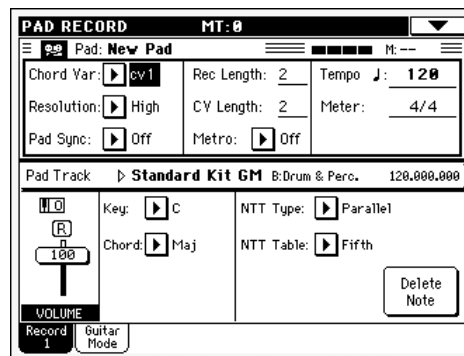 PAD RECORD MT:0
Pad: New Pad M: --
Chord Var: cv1 Rec Length: 2 Tempo ♩: 120
Resolution: High CV Length: 2 Meter: 4/4
Pad Sync: Off Metro: Off
Pad Track Standard Kit GM B:Drum & Perc. 120.000.000
Key: C NTT Type: Parallel
R
100 Chord: Maj NTT Table: Fifth
Delete
Note
VOLUME
Record
1
Guitar
Mode